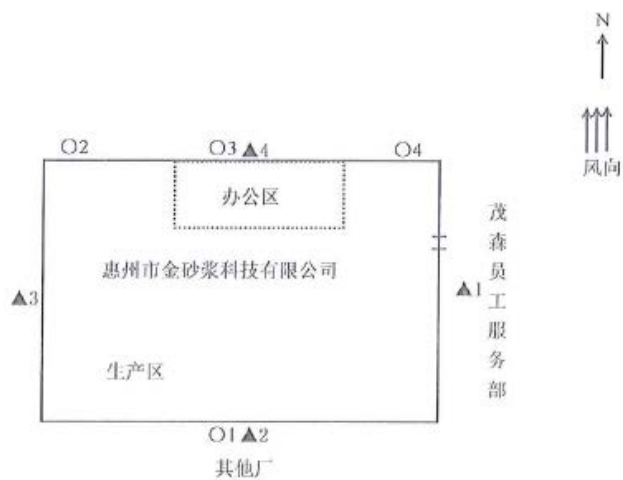 N
风向
○2
○3▲4
○4
办公区
惠州市金砂浆科技有限公司
▲3
▲1
茂森员工服务部
生产区
○1▲2
其他厂